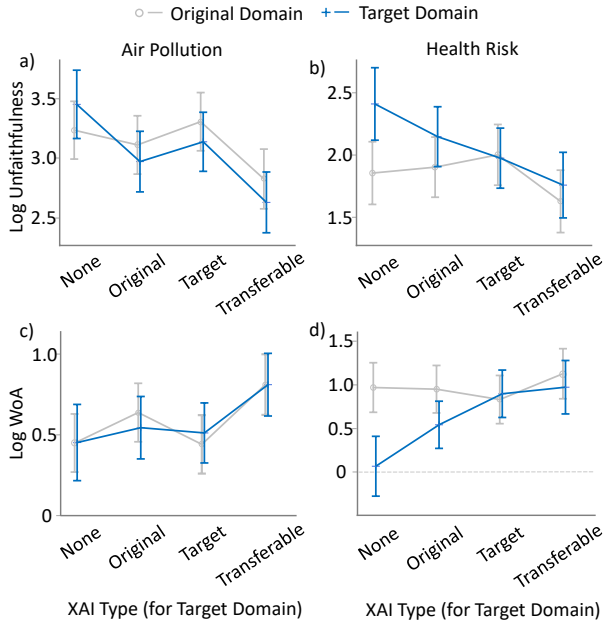 Original Domain Target Domain
Air Pollution Health Risk
a) b)
Log Unfaithfulness
3.5
3.0
2.5
2.5
2.0
1.5
None Original Target Transferable
None Original Target Transferable
c) d)
Log WoA
1.0
0.5
0
1.5
1.0
0.5
0
None Original Target Transferable
None Original Target Transferable
XAI Type (for Target Domain) XAI Type (for Target Domain)